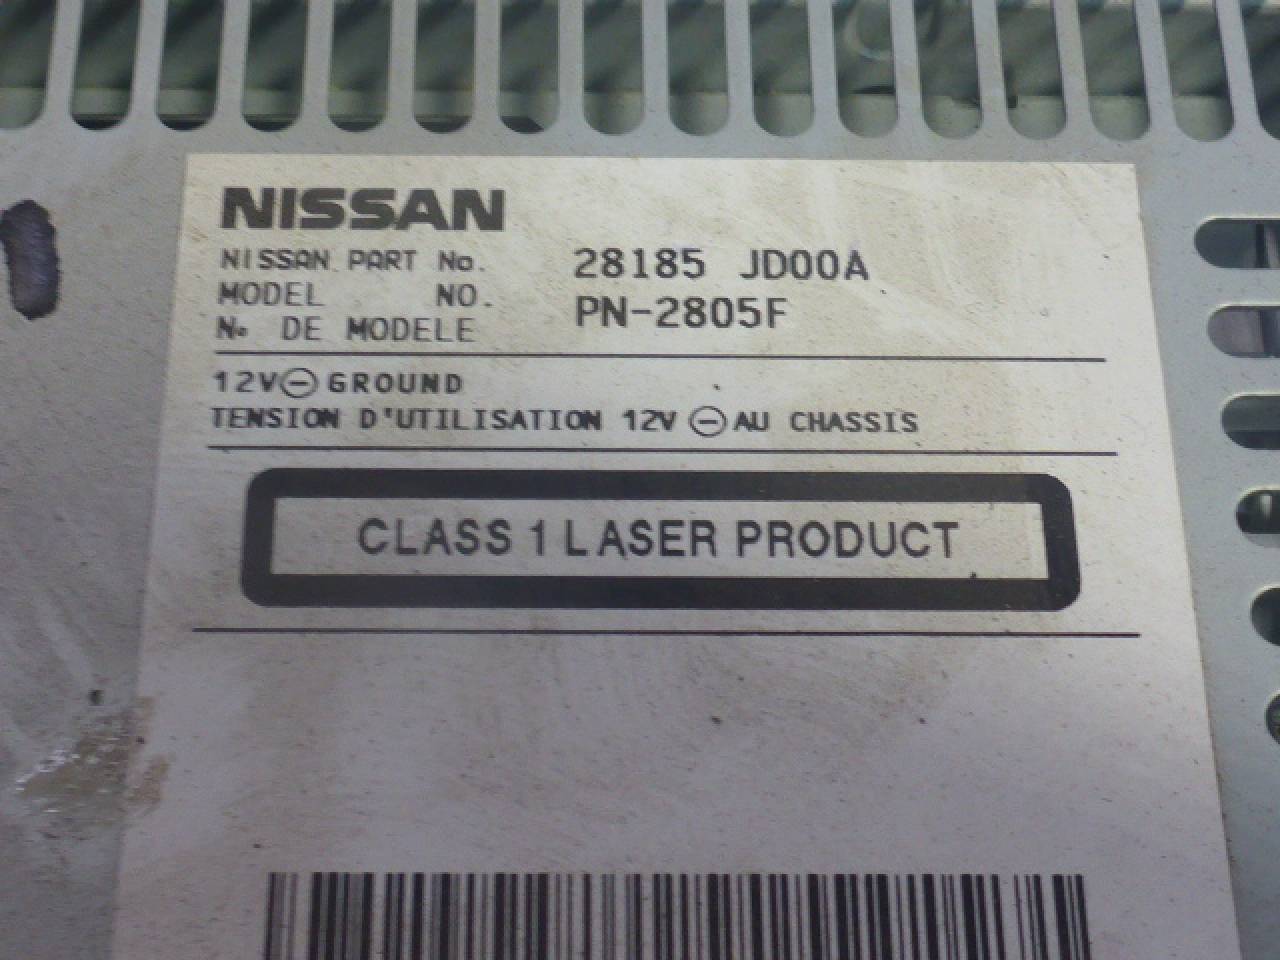 NISSAN
NISSAN PART No. 28185 JD00A
MODEL NO. PN-2805F
No DE MODELE
12V⊖GROUND
TENSION D'UTILISATION 12V ⊖ AU CHASSIS
CLASS 1 LASER PRODUCT